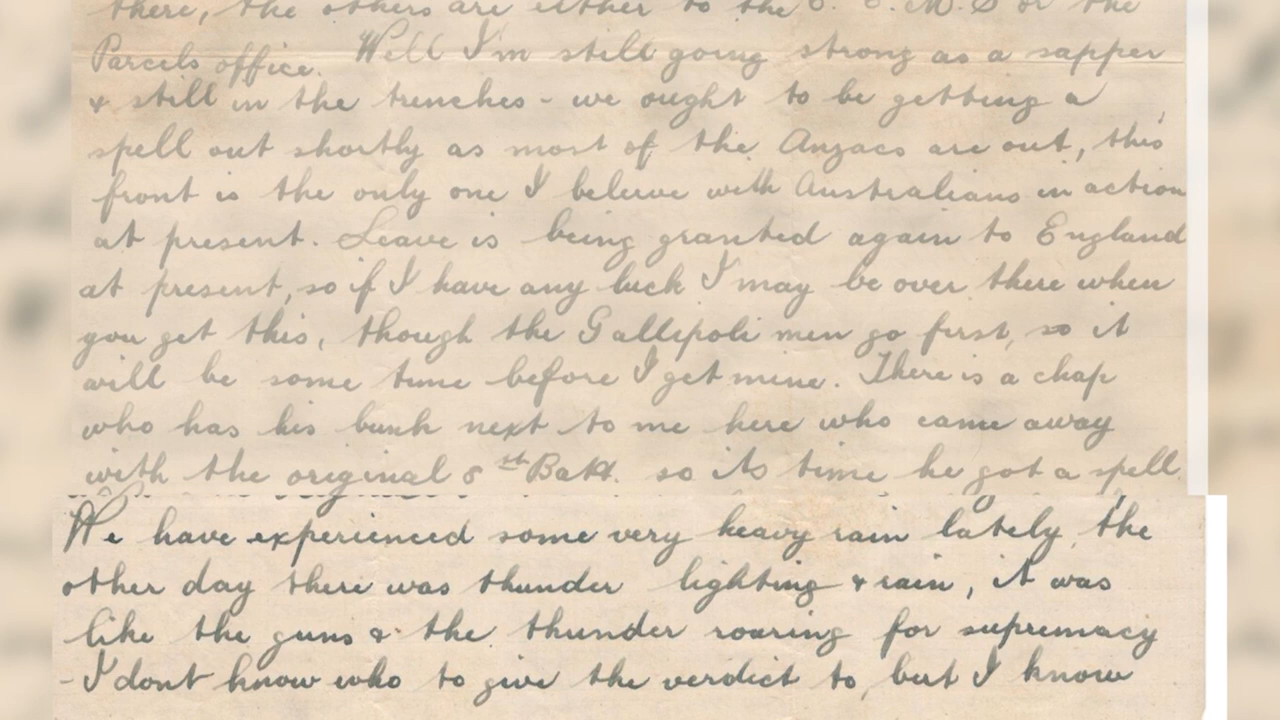 there, the others are either to the C. C.M.S or the
Parcels office. Well I'm still going strong as a sapper
& still in the trenches - we ought to be getting a
spell out shortly as most of the Anzacs are out, this
front is the only one I beleive with Australians in action
at present. Leave is being granted again to England
at present, so if I have any luck I may be over there when
you get this, though the Gallipoli men go first, so it
will be some time before I get mine. There is a chap
who has his bunk next to me here who came away
with the original 8st Batt. so its time he got a spell.
We have experienced some very heavy rain lately, the
other day there was thunder lighting & rain, it was
like the guns & the thunder roaring for supremacy
- I dont know who to give the verdict to, but I know